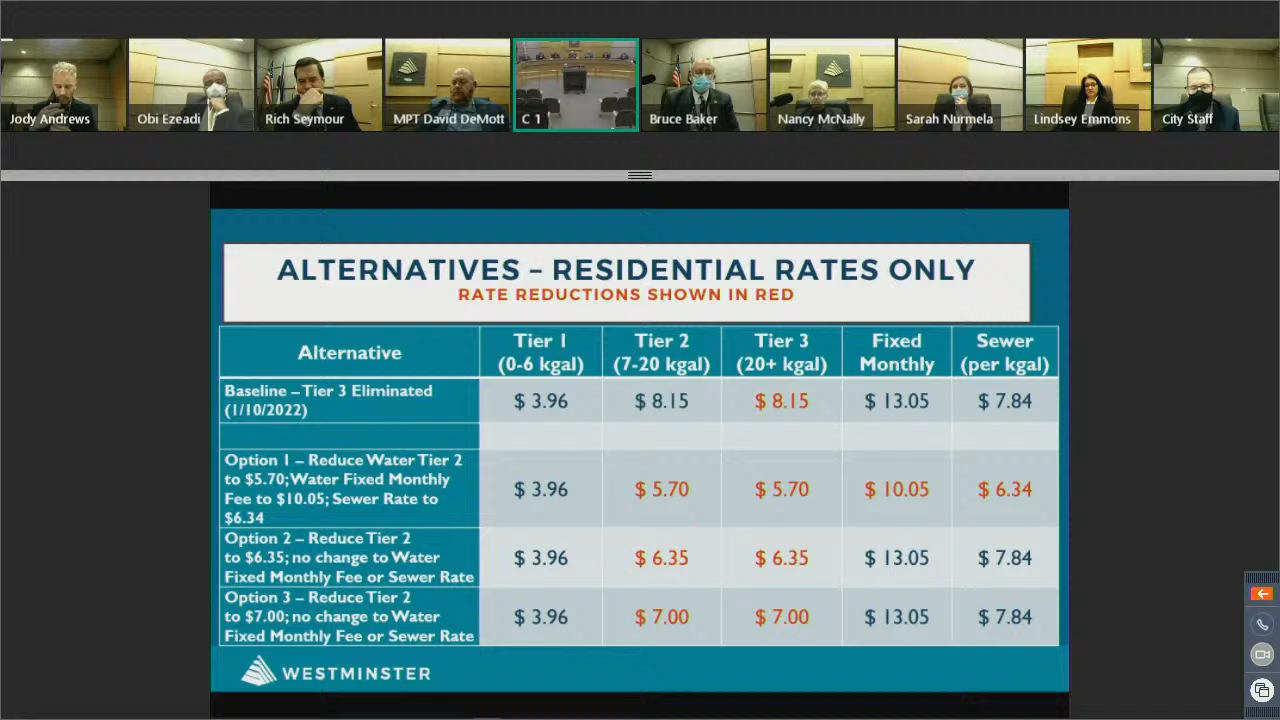 Jody Andrews
Obi Ezeadi
Rich Seymour
MPT David DeMott
C 1
Bruce Baker
Nancy McNally
Sarah Nurmela
Lindsey Emmons
City Staff
ALTERNATIVES – RESIDENTIAL RATES ONLY
RATE REDUCTIONS SHOWN IN RED
Alternative
Tier 1
(0-6 kgal)
Tier 2
(7-20 kgal)
Tier 3
(20+ kgal)
Fixed
Monthly
Sewer
(per kgal)
Baseline – Tier 3 Eliminated
(1/10/2022)
$ 3.96
$ 8.15
$ 8.15
$ 13.05
$ 7.84
Option 1 – Reduce Water Tier 2
to $5.70; Water Fixed Monthly
Fee to $10.05; Sewer Rate to
$6.34
$ 3.96
$ 5.70
$ 5.70
$ 10.05
$ 6.34
Option 2 – Reduce Tier 2
to $6.35; no change to Water
Fixed Monthly Fee or Sewer Rate
$ 3.96
$ 6.35
$ 6.35
$ 13.05
$ 7.84
Option 3 – Reduce Tier 2
to $7.00; no change to Water
Fixed Monthly Fee or Sewer Rate
$ 3.96
$ 7.00
$ 7.00
$ 13.05
$ 7.84
WESTMINSTER